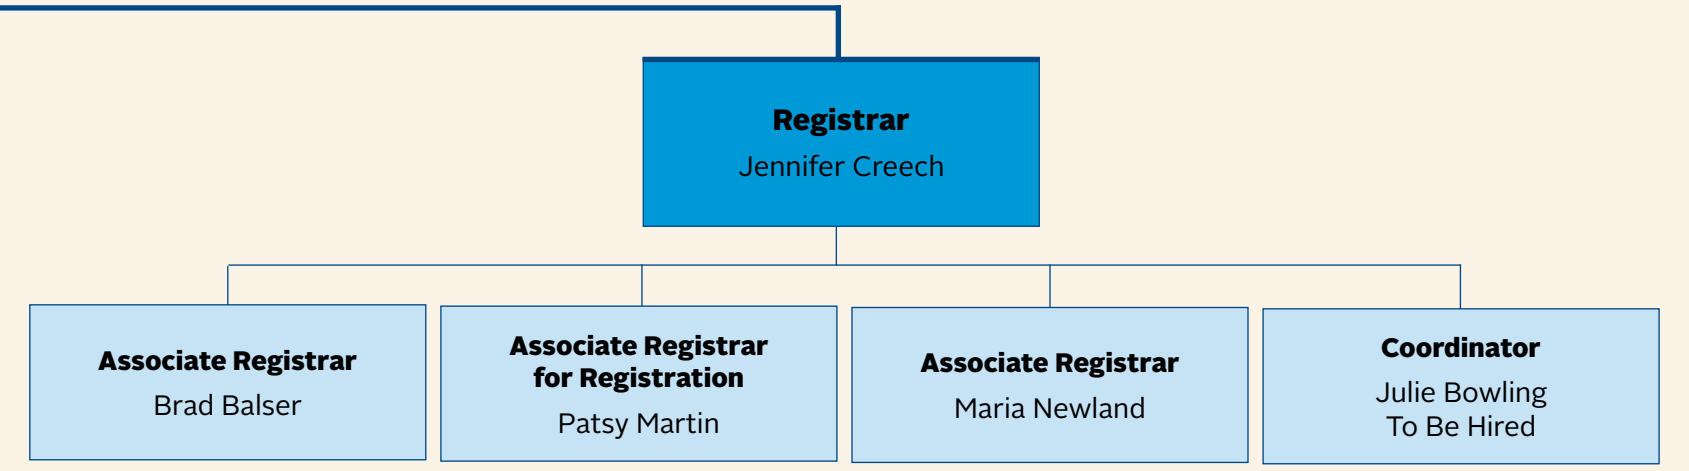 Registrar
Jennifer Creech
Associate Registrar
Brad Balser
Associate Registrar
for Registration
Patsy Martin
Associate Registrar
Maria Newland
Coordinator
Julie Bowling
To Be Hired